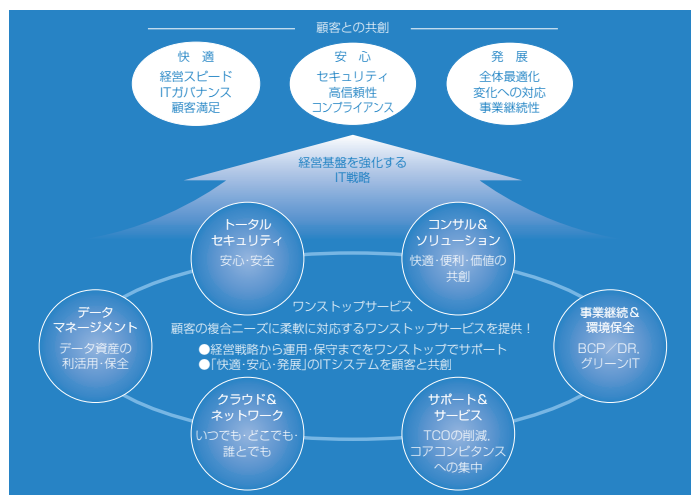 顧客との共創
快 適
経営スピード
ITガバナンス
顧客満足
安 心
セキュリティ
高信頼性
コンプライアンス
発 展
全体最適化
変化への対応
事業継続性
経営基盤を強化する
IT戦略
トータル
セキュリティ
安心・安全
コンサル&
ソリューション
快適・便利・価値の
共創
データ
マネージメント
データ資産の
利活用・保全
ワンストップサービス
顧客の複合ニーズに柔軟に対応するワンストップサービスを提供！
●経営戦略から運用・保守までをワンストップでサポート
●「快適・安心・発展」のITシステムを顧客と共創
事業継続&
環境保全
BCP／DR、
グリーンIT
クラウド&
ネットワーク
いつでも・どこでも・
誰とでも
サポート&
サービス
TCOの削減、
コアコンピタンス
への集中